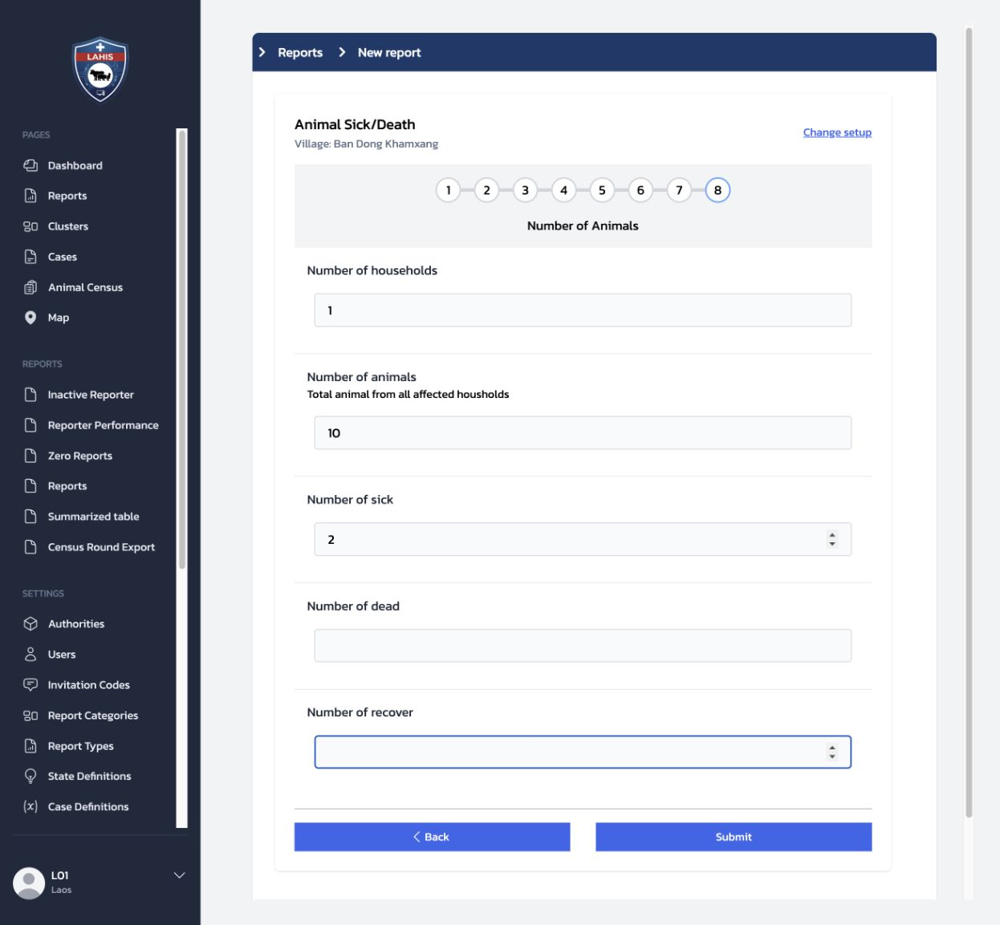 LAHIS
PAGES
Dashboard
Reports
Clusters
Cases
Animal Census
Map
REPORTS
Inactive Reporter
Reporter Performance
Zero Reports
Reports
Summarized table
Census Round Export
SETTINGS
Authorities
Users
Invitation Codes
Report Categories
Report Types
State Definitions
(x) Case Definitions
L01
Laos
Reports
New report
Animal Sick/Death
Village: Ban Dong Khamxang
Change setup
1 2 3 4 5 6 7 8
Number of Animals
Number of households
1
Number of animals
Total animal from all affected housholds
10
Number of sick
2
Number of dead
Number of recover
Back
Submit